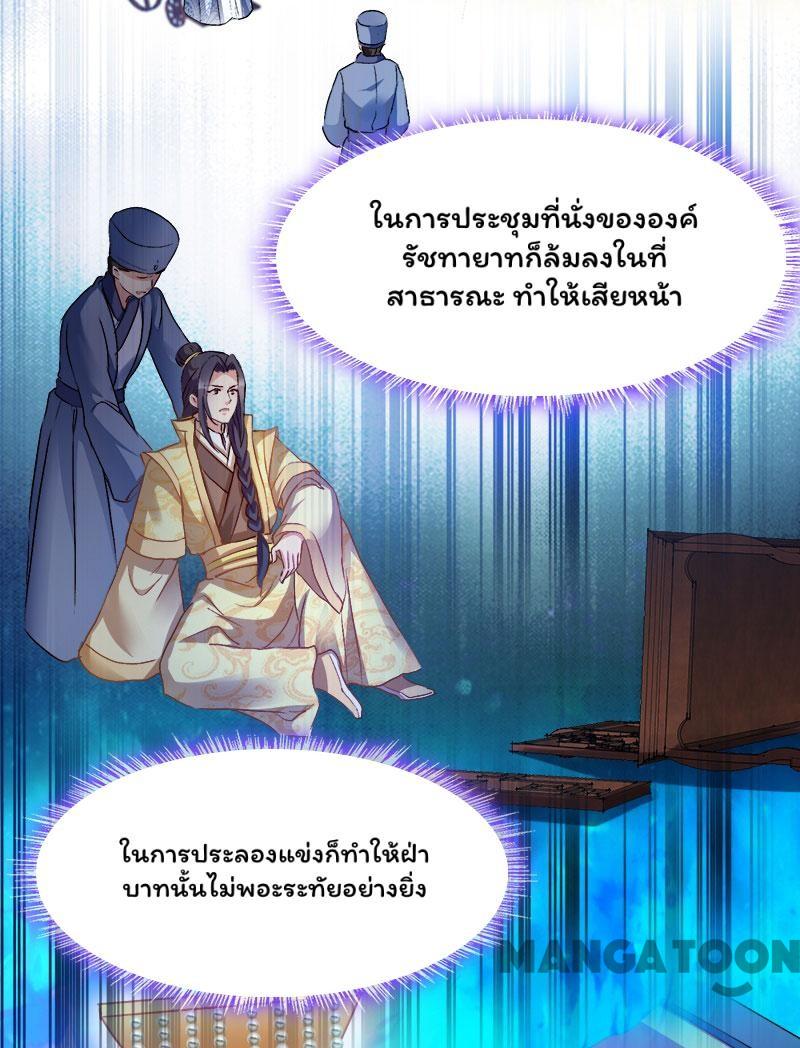 ในการประชุมที่นั่งขององค์
รัชทายาทก็ล้มลงในที่
สาธารณะ ทำให้เสียหน้า
ในการประลองแข่งก็ทำให้ฝ่า
บาทนั้นไม่พอะระทัยอย่างยิ่ง
MANGATOON